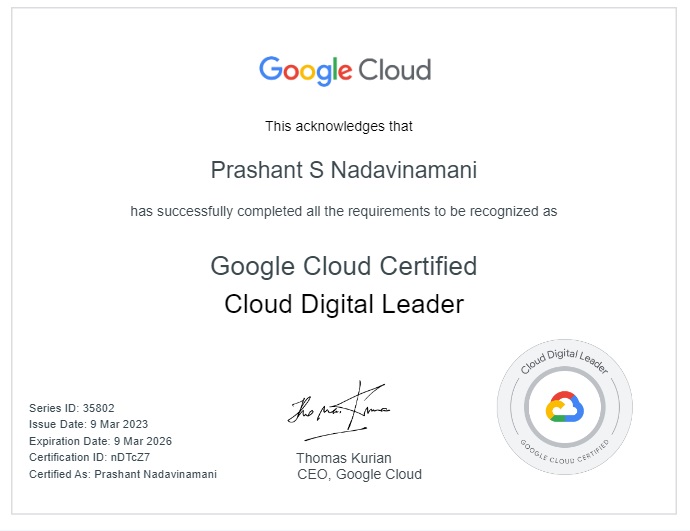 Google Cloud
This acknowledges that
Prashant S Nadavinamani
has successfully completed all the requirements to be recognized as
Google Cloud Certified
Cloud Digital Leader
Series ID: 35802
Issue Date: 9 Mar 2023
Expiration Date: 9 Mar 2026
Certification ID: nDTcZ7
Certified As: Prashant Nadavinamani
Thomas Kurian
CEO, Google Cloud
Cloud Digital Leader
GOOGLE CLOUD CERTIFIED